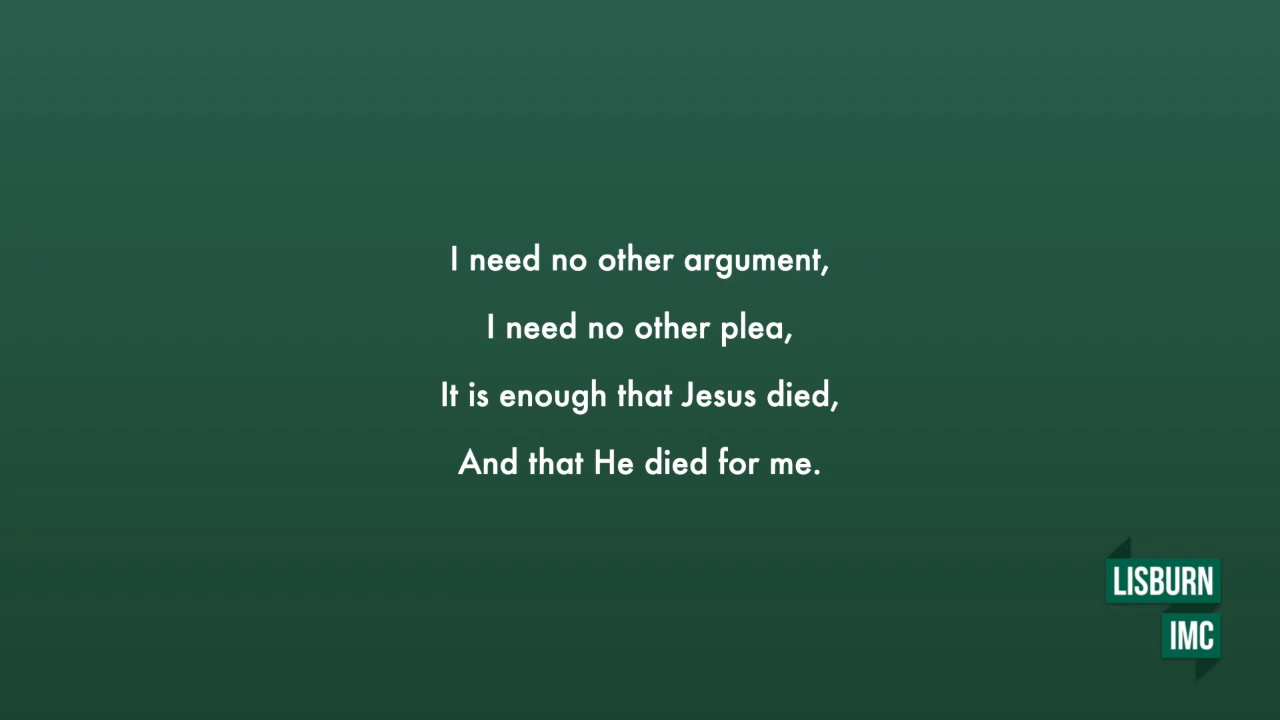 I need no other argument,
I need no other plea,
It is enough that Jesus died,
And that He died for me.
LISBURN
IMC